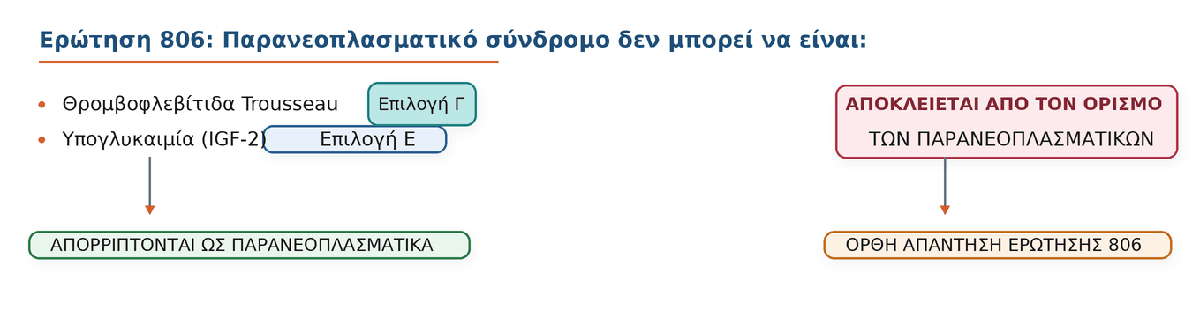 Ερώτηση 806: Παρανεοπλασματικό σύνδρομο δεν μπορεί να είναι:
• Θρομβοφλεβίτιδα Trousseau
Επιλογή Γ
• Υπογλυκαιμία (IGF-2)
Επιλογή Ε
ΑΠΟΡΡΙΠΤΟΝΤΑΙ ΩΣ ΠΑΡΑΝΕΟΠΛΑΣΜΑΤΙΚΑ
ΑΠΟΚΛΕΙΕΤΑΙ ΑΠΟ ΤΟΝ ΟΡΙΣΜΟ
ΤΩΝ ΠΑΡΑΝΕΟΠΛΑΣΜΑΤΙΚΩΝ
ΟΡΘΗ ΑΠΑΝΤΗΣΗ ΕΡΩΤΗΣΗΣ 806